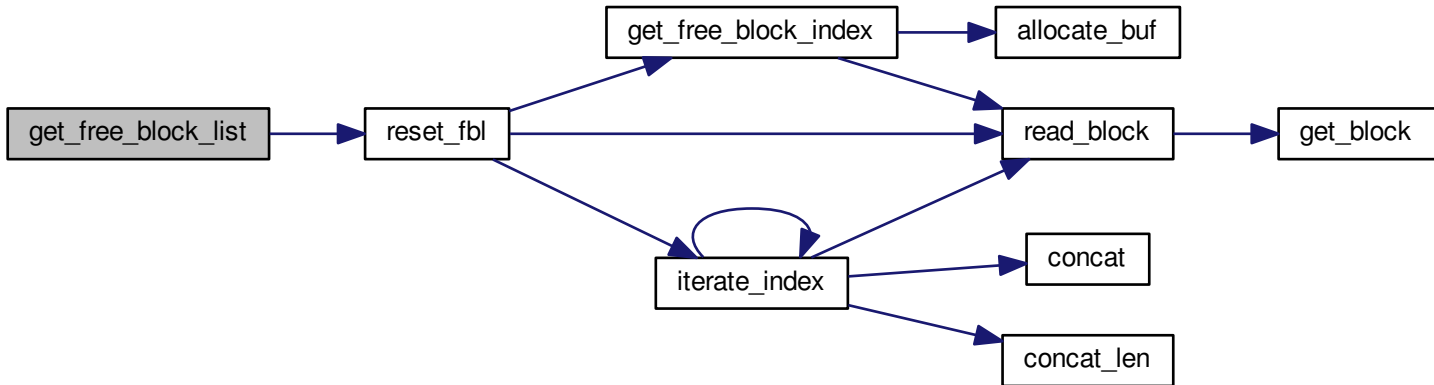 get_free_block_list
reset_fbl
get_free_block_index
allocate_buf
read_block
get_block
iterate_index
concat
concat_len